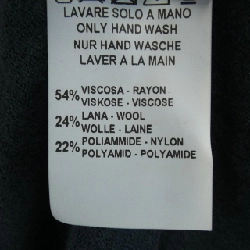 LAVARE SOLO A MANO
ONLY HAND WASH
NUR HAND WASCHE
LAVER A LA MAIN
54% VISCOSA - RAYON
VISKOSE - VISCOSE
24% LANA - WOOL
WOLLE - LAINE
22% POLIAMMIDE - NYLON
POLYAMID - POLYAMIDE